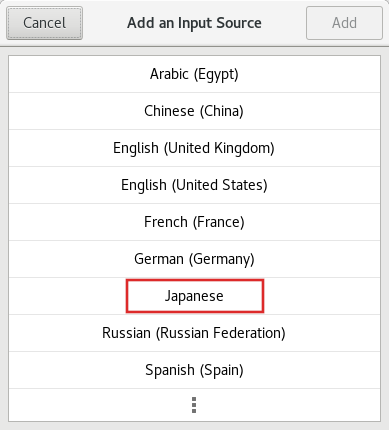 Cancel Add an Input Source Add
Arabic (Egypt)
Chinese (China)
English (United Kingdom)
English (United States)
French (France)
German (Germany)
Japanese
Russian (Russian Federation)
Spanish (Spain)